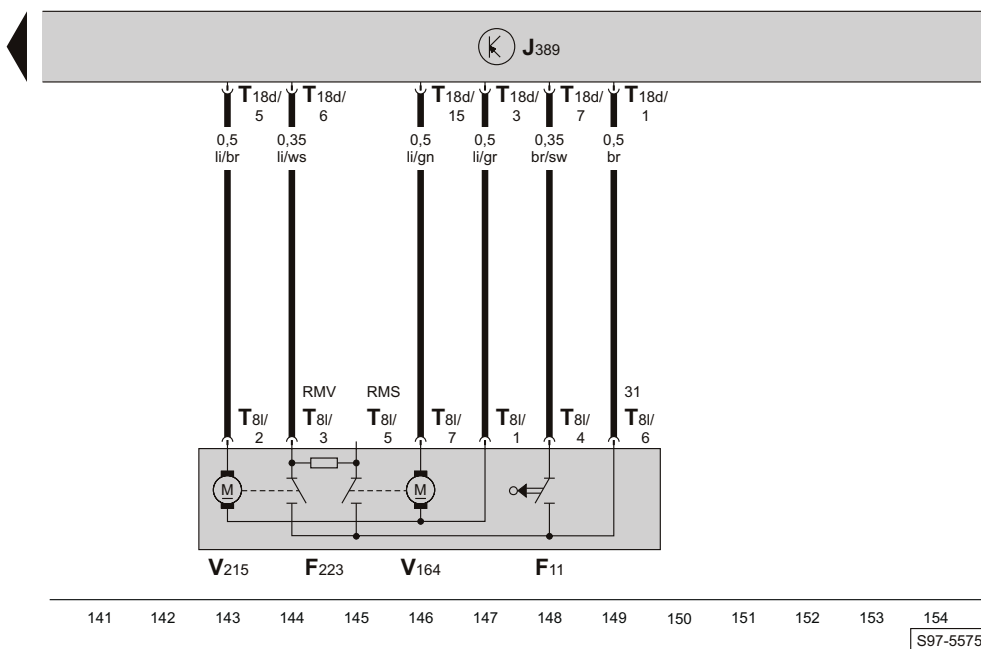 J389
T18d/ T18d/ T18d/ T18d/ T18d/ T18d/
5 6 15 3 7 1
0,5 0,35 0,5 0,5 0,35 0,5
li/br li/ws li/gn li/gr br/sw br
RMV RMS 31
T8l/ T8l/ T8l/ T8l/ T8l/ T8l/ T8l/
2 3 5 7 1 4 6
M M
V215 F223 V164 F11
141 142 143 144 145 146 147 148 149 150 151 152 153 154
S97-5575